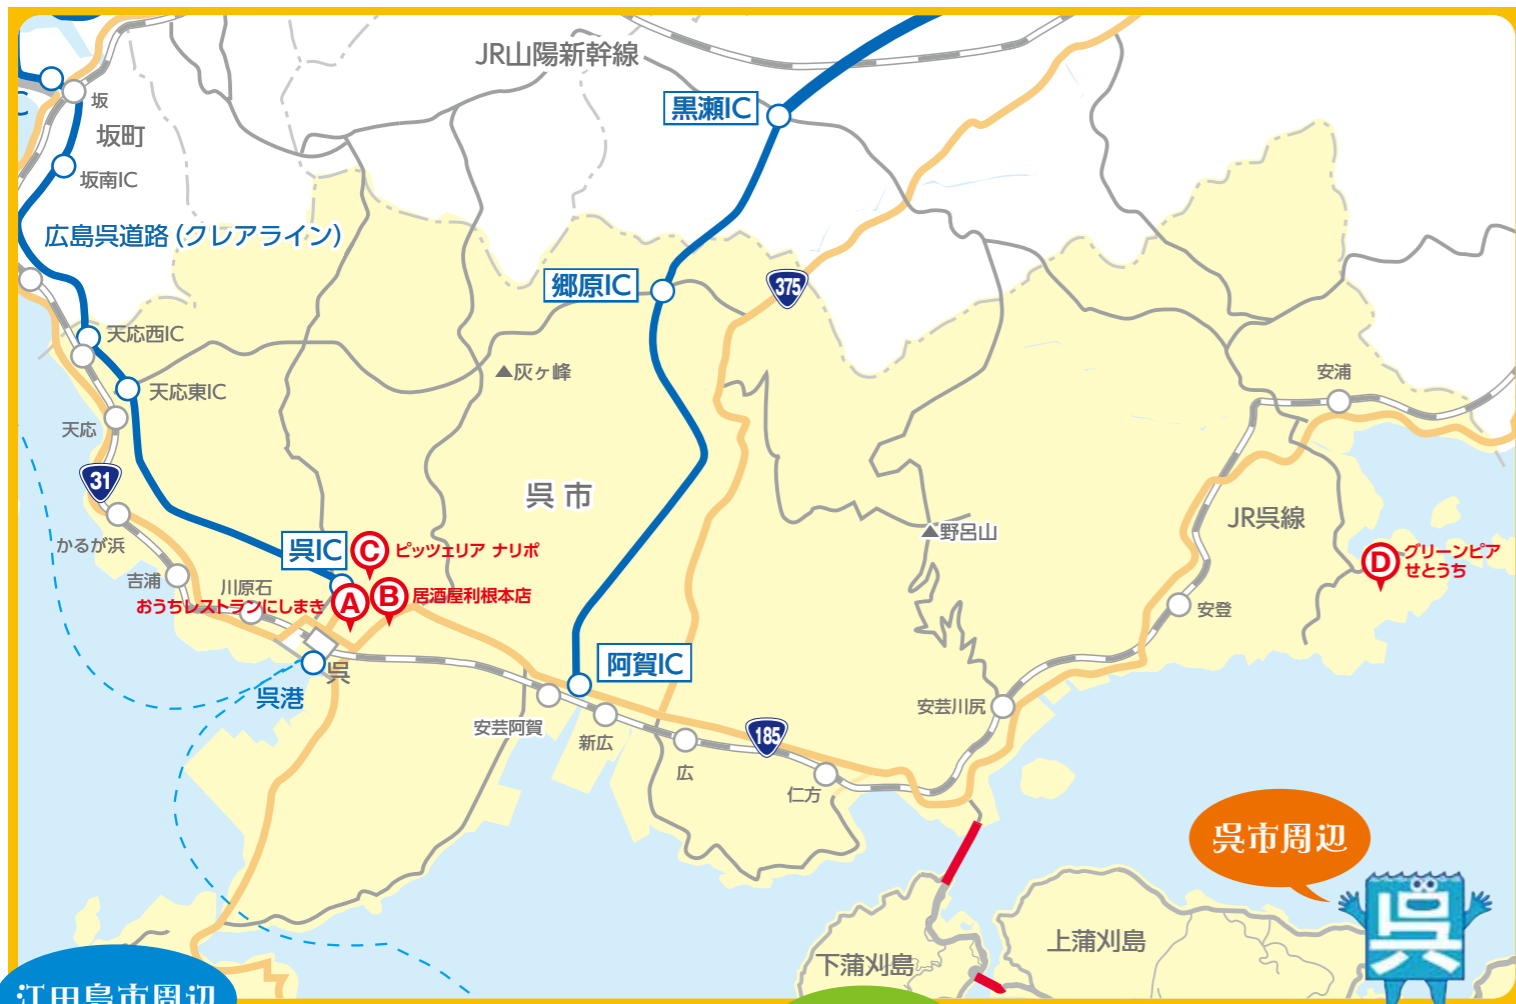 JR山陽新幹線
黒瀬IC
坂
C
坂町
坂南IC
広島呉道路（クレアライン）
郷原IC
375
天応西IC
灰ヶ峰
天応東IC
安浦
天応
31
呉市
JR呉線
野呂山
かるが浜
呉IC
C ピッツェリア ナリポ
D グリーンピア
せとうち
吉浦
川原石
おうちレストランにしまき A
B 居酒屋利根本店
安登
呉
阿賀IC
呉港
安芸川尻
安芸阿賀
新広
185
広
仁方
呉市周辺
呉
上蒲刈島
下蒲刈島
江田島市周辺